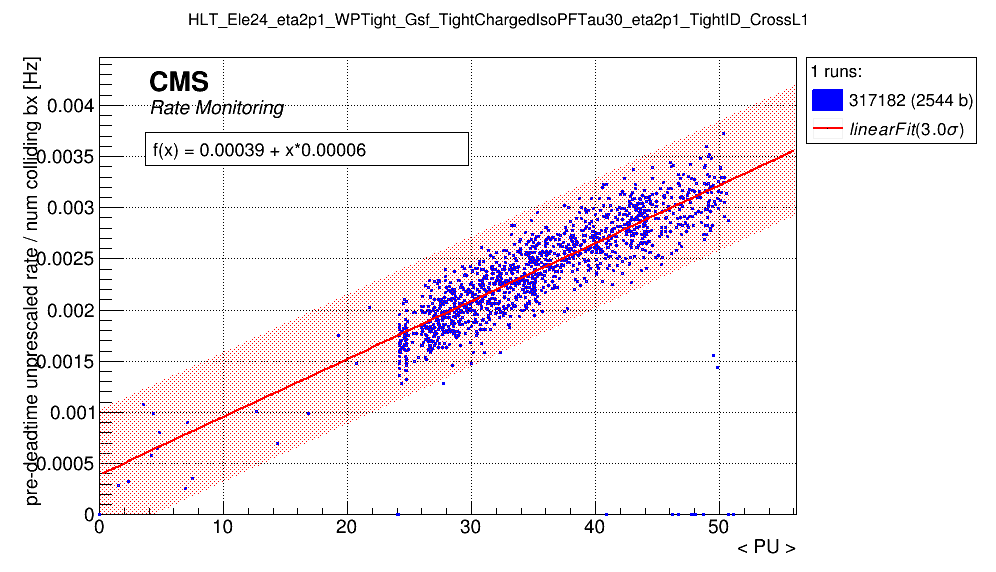 HLT_Ele24_eta2p1_WPTight_Gsf_TightChargedIsoPFTau30_eta2p1_TightID_CrossL1
pre-deadtime unprescaled rate / num colliding bx [Hz]
CMS
Rate Monitoring
f(x) = 0.00039 + x*0.00006
0.004
0.0035
0.003
0.0025
0.002
0.0015
0.001
0.0005
0
0 10 20 30 40 50
< PU >
1 runs:
317182 (2544 b)
linearFit(3.0σ)